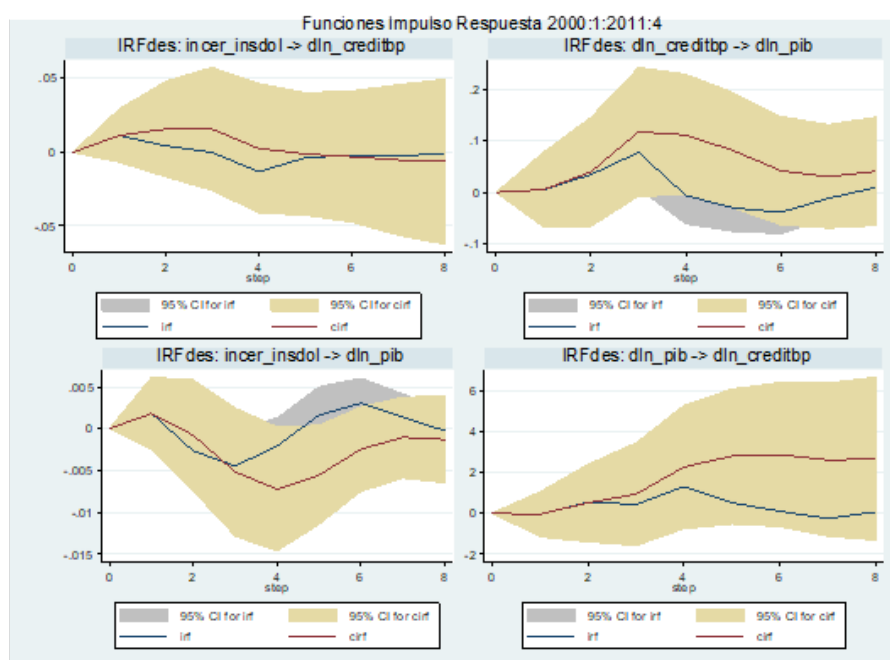 Funciones Impulso Respuesta 2000:1:2011:4
IRFdes: incer_insdol -> dln_creditbp
.05
0
-.05
0 2 4 6 8
step
95% CI for irf 95% CI for cirf
irf cirf
IRFdes: dln_creditbp -> dln_pib
.2
.1
0
-.1
0 2 4 6 8
step
95% CI for irf 95% CI for cirf
irf cirf
IRFdes: incer_insdol -> dln_pib
.005
0
-.005
-.01
-.015
0 2 4 6 8
step
95% CI for irf 95% CI for cirf
irf cirf
IRFdes: dln_pib -> dln_creditbp
6
4
2
0
-2
0 2 4 6 8
step
95% CI for irf 95% CI for cirf
irf cirf